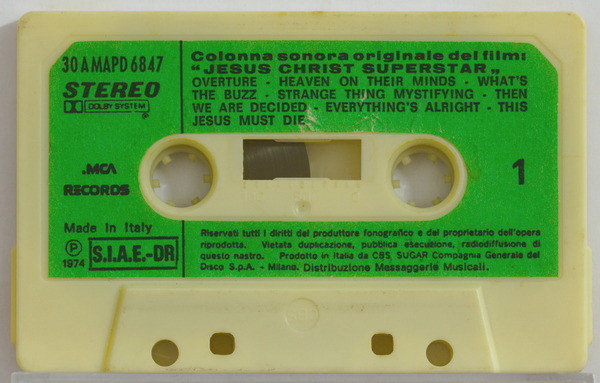 30 AMAPD 6847
STEREO
DOLBY SYSTEM
Colonna sonora originale del film:
“JESUS CHRIST SUPERSTAR„
OVERTURE - HEAVEN ON THEIR MINDS - WHAT'S
THE BUZZ - STRANGE THING MYSTIFYING - THEN
WE ARE DECIDED - EVERYTHING'S ALRIGHT - THIS
JESUS MUST DIE
.MCA
RECORDS
1
Made in Italy
P
1974
S.I.A.E.-DR
Riservati tutti i diritti del produttore fonografico e del proprietario dell'opera
riprodotta. Vietata duplicazione, pubblica esecuzione, radiodiffusione di
questo nastro. Prodotto in Italia da CBS SUGAR Compagnia Generale del
Disco S.p.A. - Milano. Distribuzione Messaggerie Musicali.